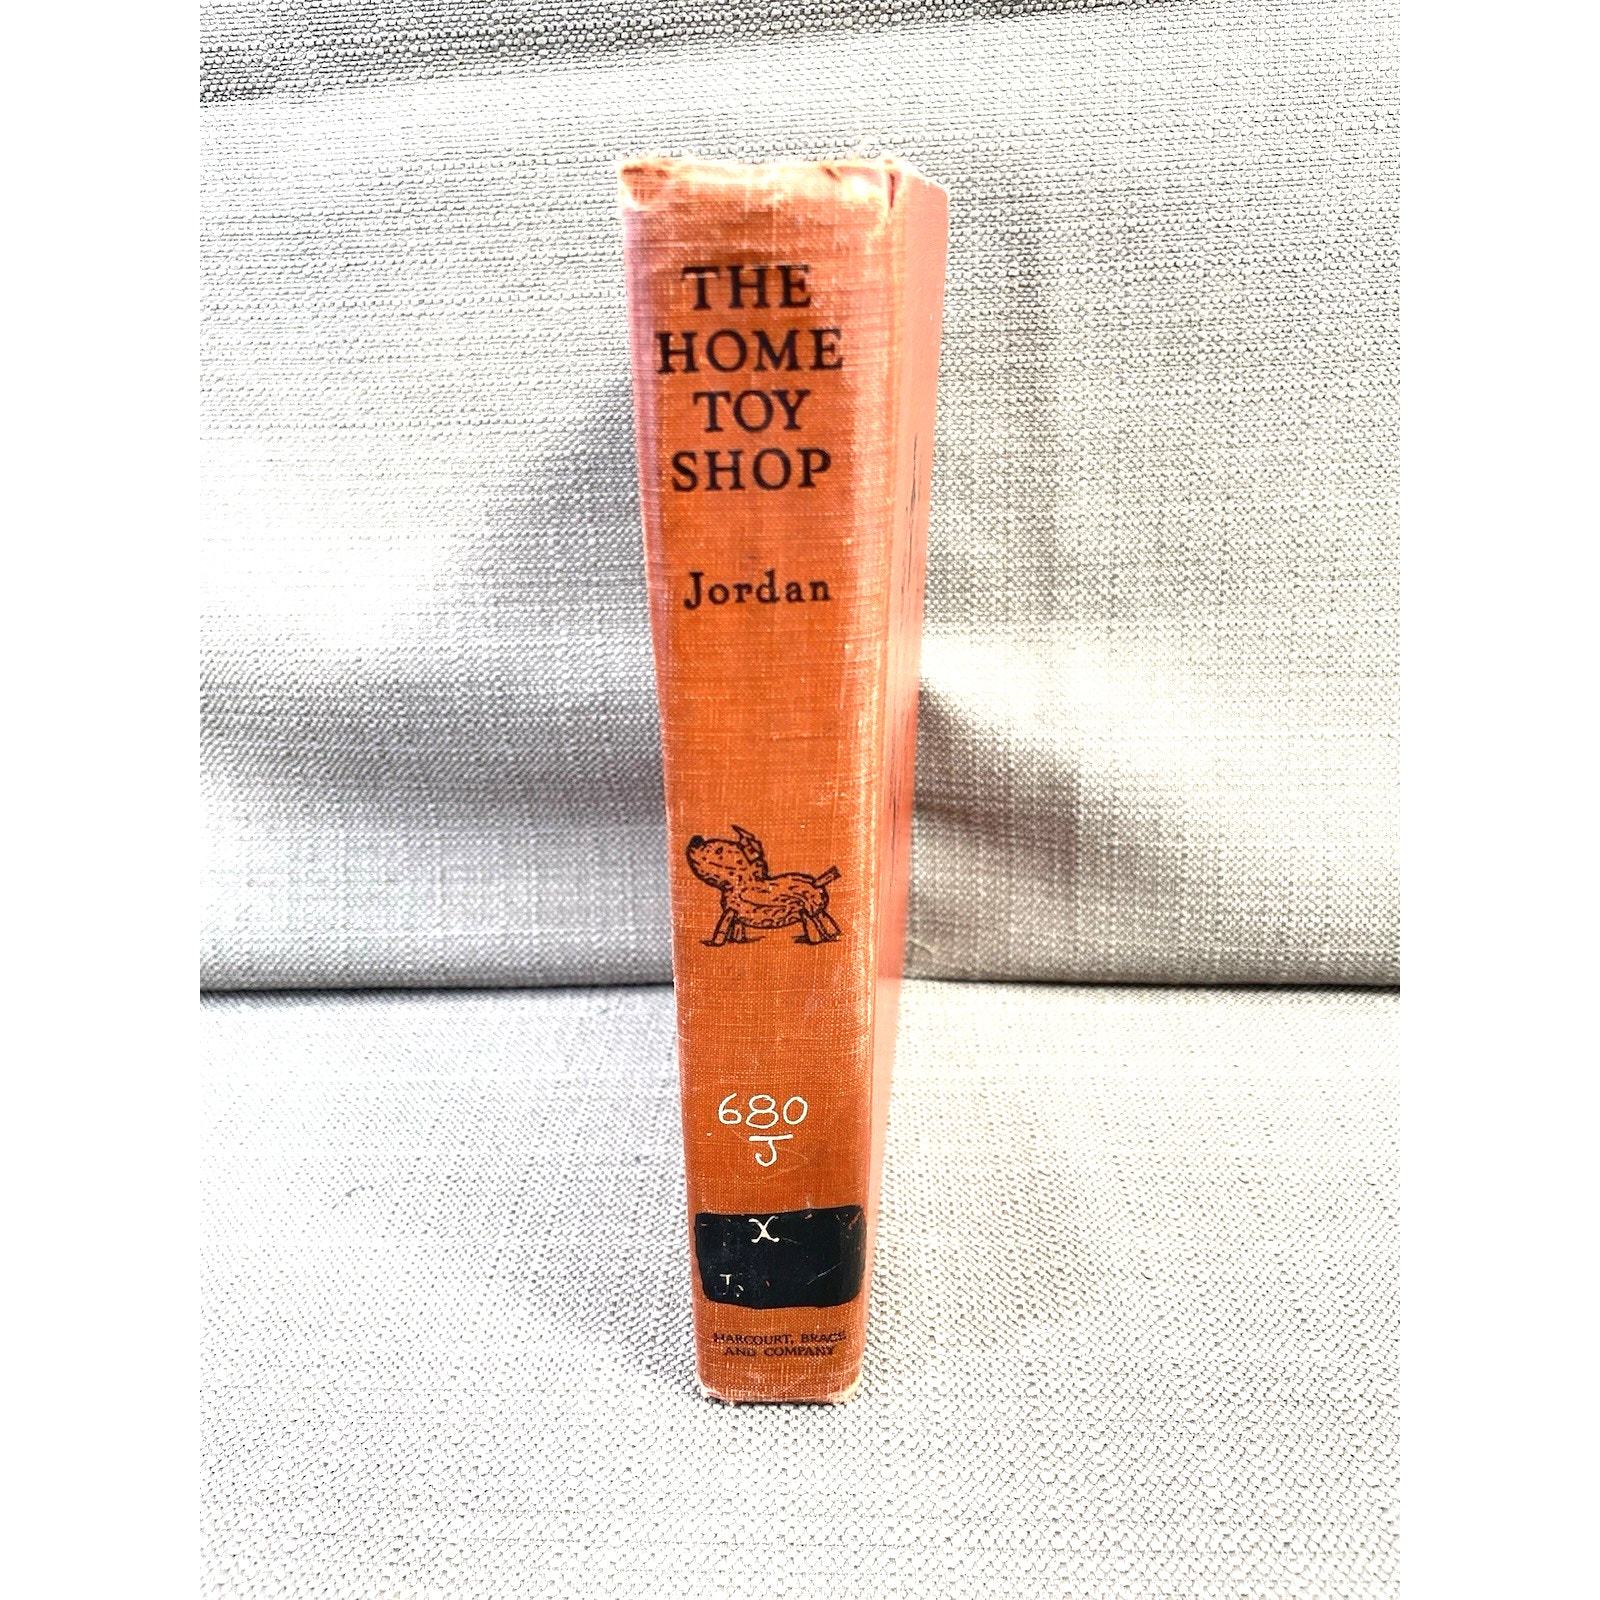 THE
HOME
TOY
SHOP
Jordan
680
J
X
J.
HARCOURT, BRACE
AND COMPANY